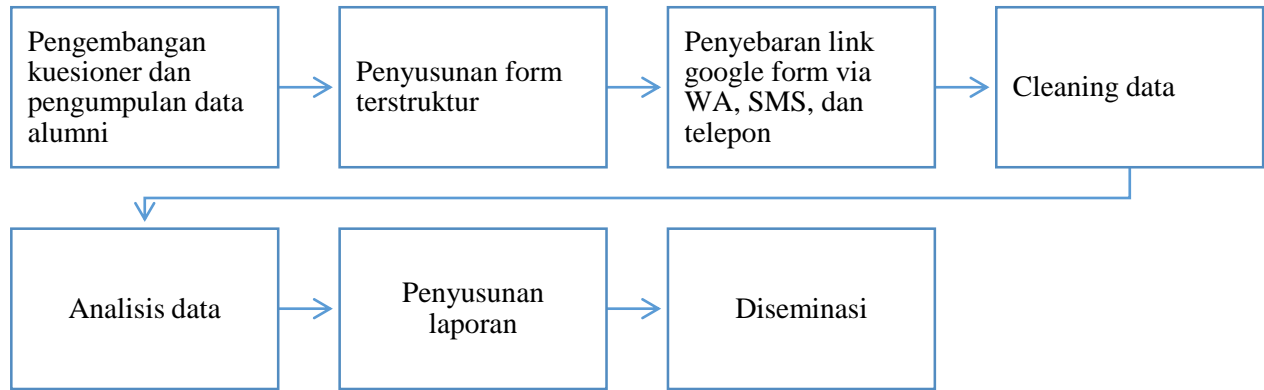 Pengembangan
kuesioner dan
pengumpulan data
alumni
Penyusunan form
terstruktur
Penyebaran link
google form via
WA, SMS, dan
telepon
Cleaning data
Analisis data
Penyusunan
laporan
Diseminasi